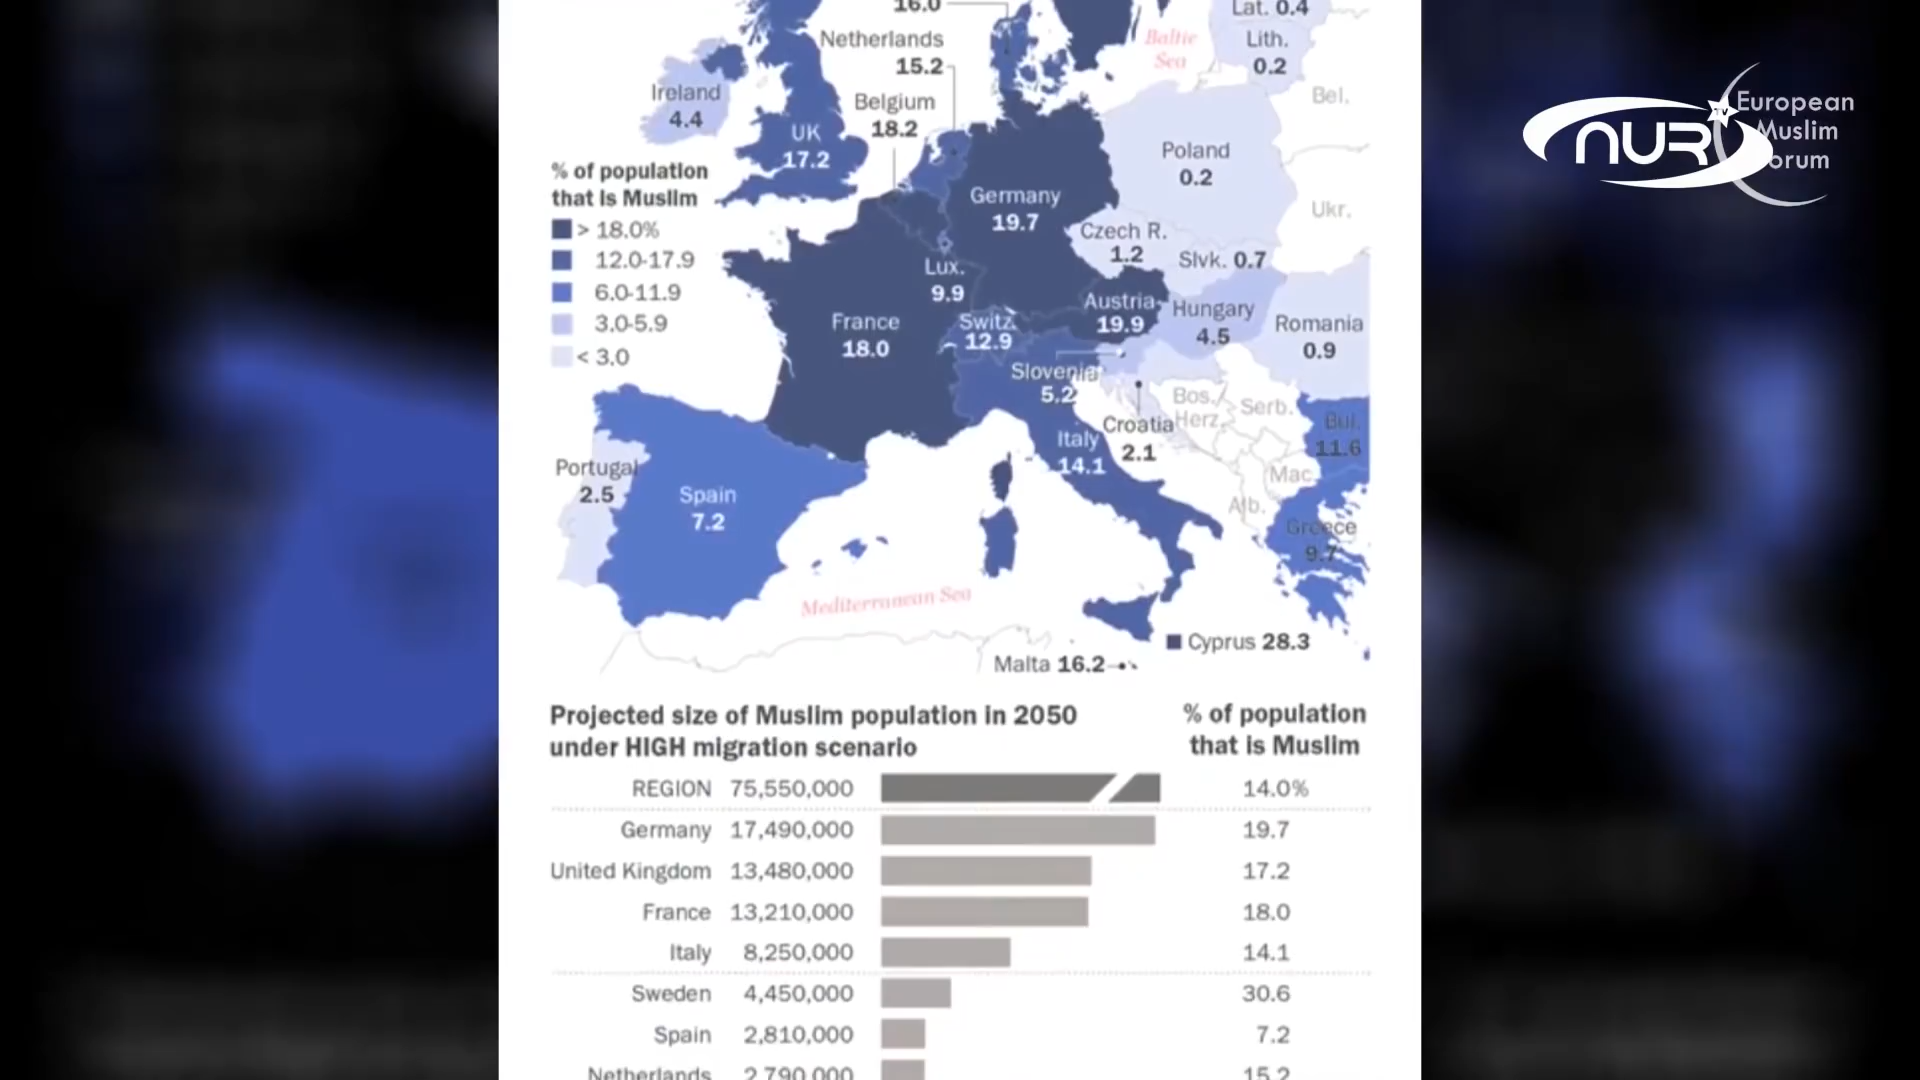 16.0
Netherlands
15.2
Belgium
18.2
Ireland
4.4
UK
17.2
Baltic
Sea
Lat. 0.4
Lith.
0.2
Bel.
Poland
0.2
Ukr.
% of population
that is Muslim
> 18.0%
12.0-17.9
6.0-11.9
3.0-5.9
< 3.0
Germany
19.7
Czech R.
1.2
Slvk. 0.7
Lux.
9.9
France
18.0
Switz.
12.9
Austria
19.9
Hungary
4.5
Romania
0.9
Slovenia
5.2
Croatia
2.1
Bos./
Herz.
Serb.
Bul.
11.6
Mac.
Alb.
Italy
14.1
Greece
9.7
Portugal
2.5
Spain
7.2
Mediterranean Sea
Cyprus 28.3
Malta 16.2
Projected size of Muslim population in 2050
under HIGH migration scenario
% of population
that is Muslim
REGION 75,550,000 14.0%
Germany 17,490,000 19.7
United Kingdom 13,480,000 17.2
France 13,210,000 18.0
Italy 8,250,000 14.1
Sweden 4,450,000 30.6
Spain 2,810,000 7.2
Netherlands 2,790,000 15.2
NUR TV
European
Muslim
Forum